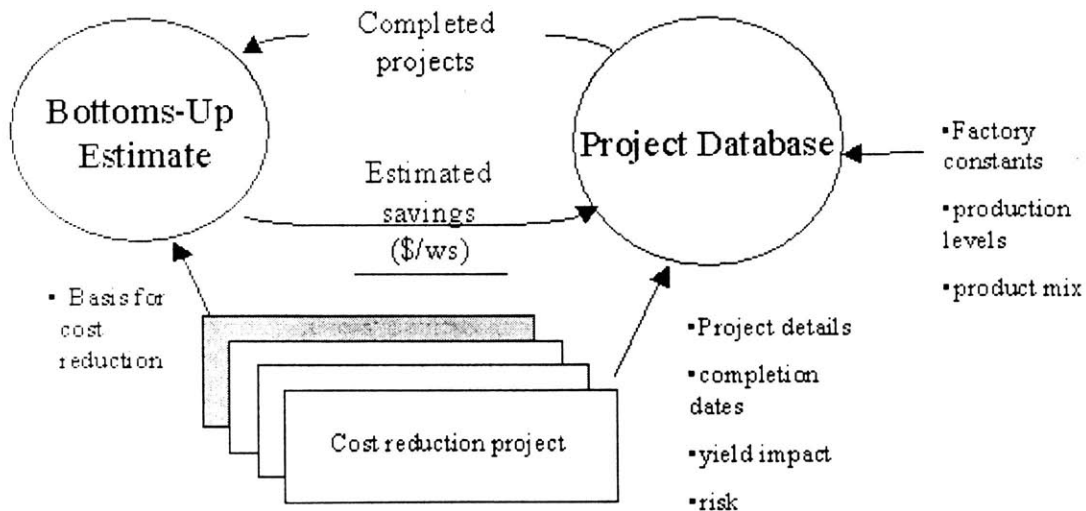 Completed
projects
Bottoms-Up
Estimate
Project Database
Estimated
savings
($/ws)
▪Factory
constants
▪production
levels
▪product mix
▪ Basis for
cost
reduction
▪Project details
▪completion
dates
▪yield impact
▪risk
Cost reduction project